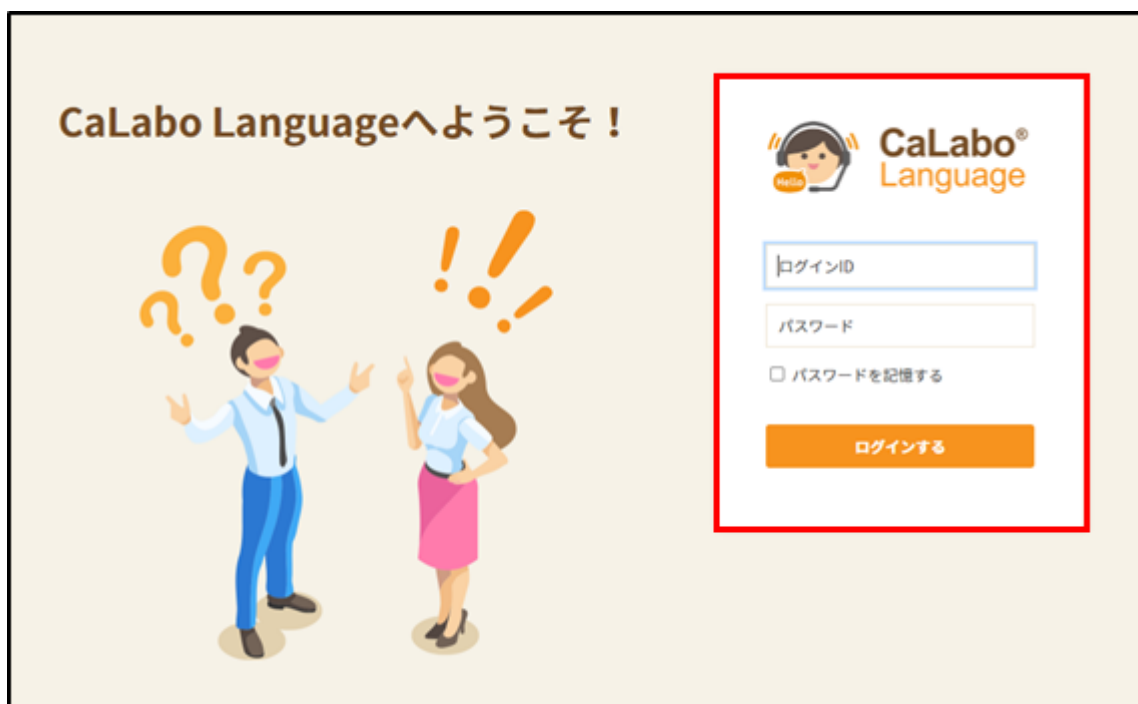 CaLabo Languageへようこそ！
CaLabo®
Language
Hello
ログインID
パスワード
パスワードを記憶する
ログインする